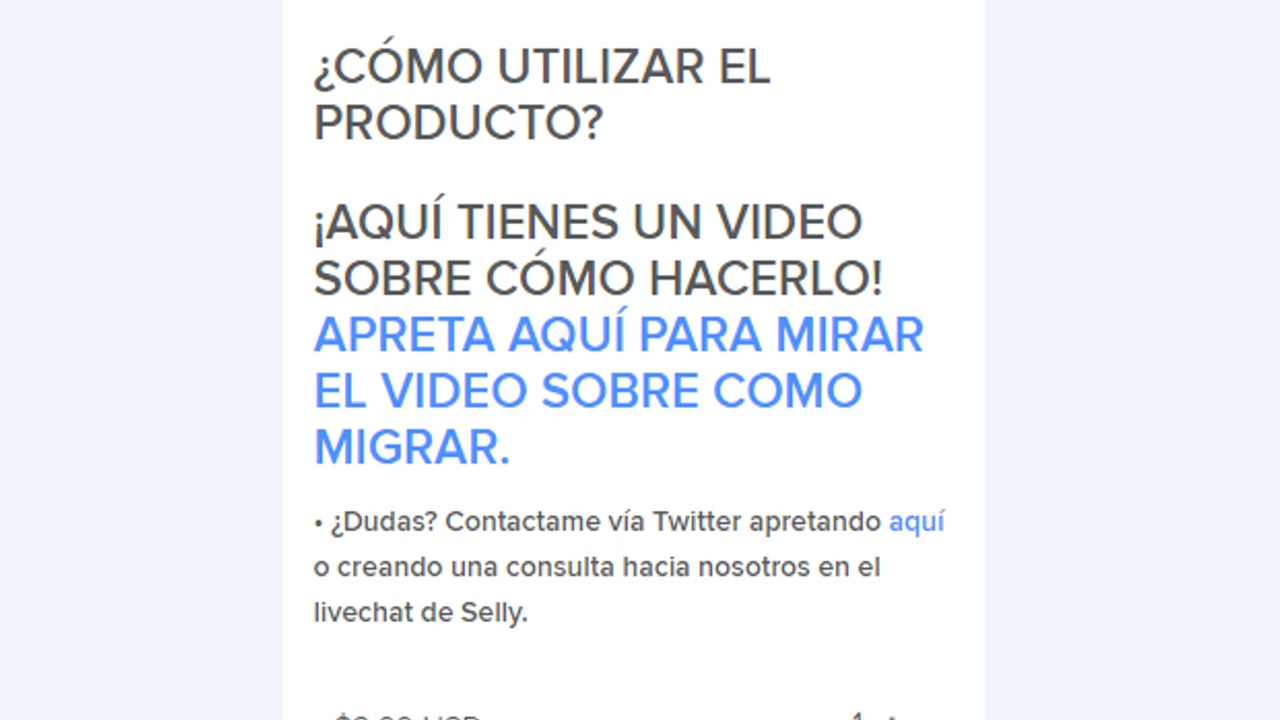 ¿CÓMO UTILIZAR EL
PRODUCTO?
¡AQUÍ TIENES UN VIDEO
SOBRE CÓMO HACERLO!
APRETA AQUÍ PARA MIRAR
EL VIDEO SOBRE COMO
MIGRAR.
• ¿Dudas? Contactame vía Twitter apretando aquí
o creando una consulta hacia nosotros en el
livechat de Selly.